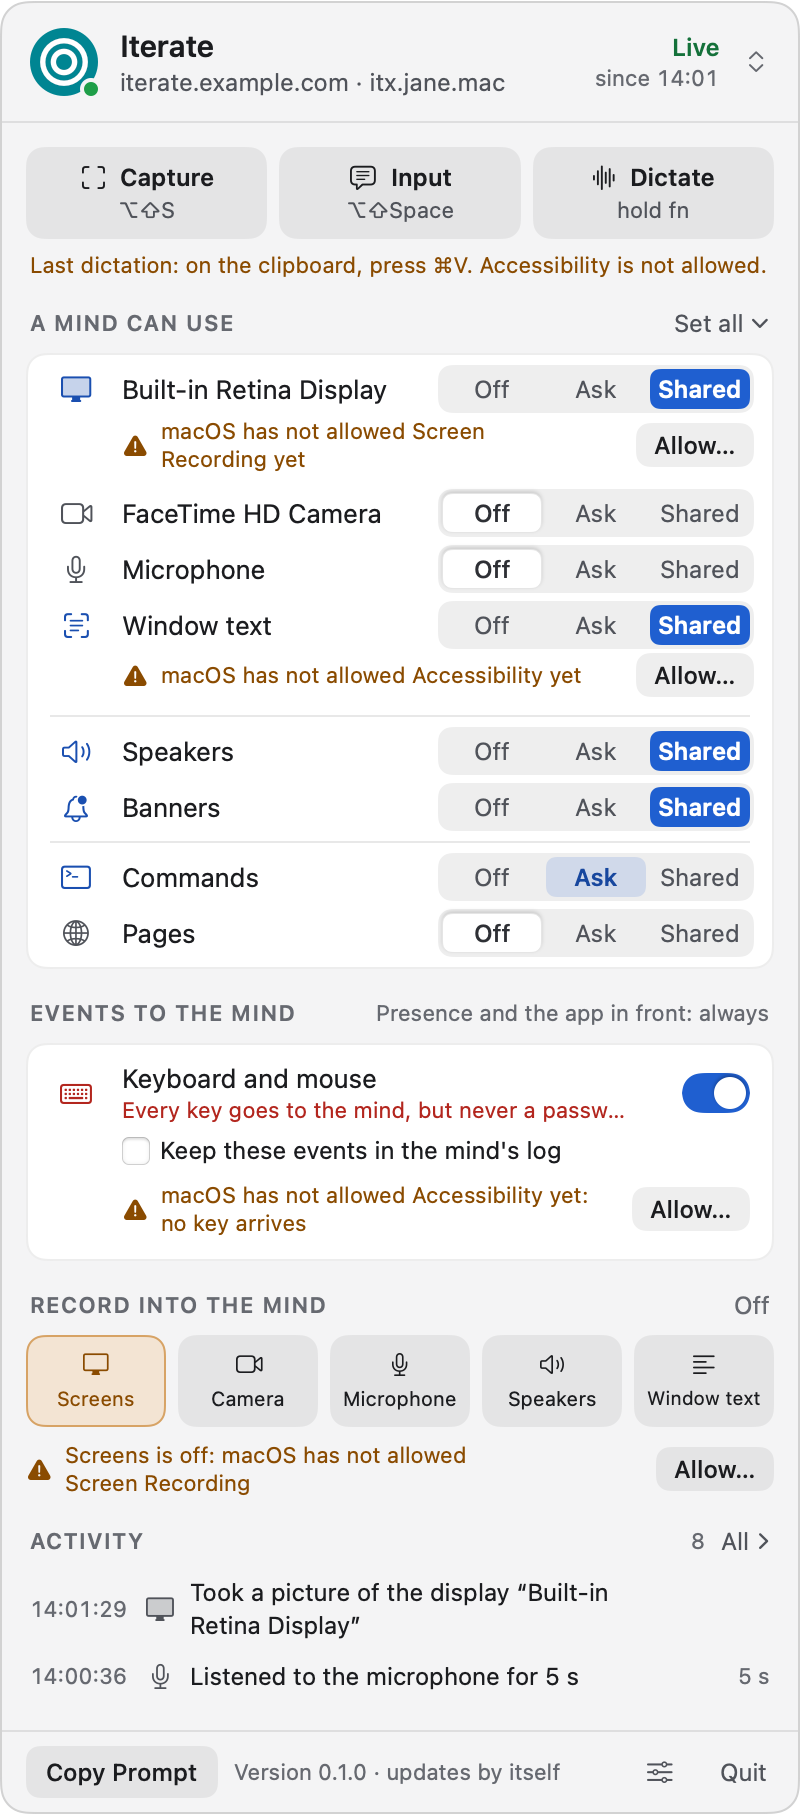 Iterate
iterate.example.com · itx.jane.mac
Live
since 14:01
Capture
⌥⇧S
Input
⌥⇧Space
Dictate
hold fn
Last dictation: on the clipboard, press ⌘V. Accessibility is not allowed.
A MIND CAN USE
Set all
Built-in Retina Display
Off Ask Shared
macOS has not allowed Screen
Recording yet
Allow...
FaceTime HD Camera
Off Ask Shared
Microphone
Off Ask Shared
Window text
Off Ask Shared
macOS has not allowed Accessibility yet
Allow...
Speakers
Off Ask Shared
Banners
Off Ask Shared
Commands
Off Ask Shared
Pages
Off Ask Shared
EVENTS TO THE MIND
Presence and the app in front: always
Keyboard and mouse
Every key goes to the mind, but never a passw...
Keep these events in the mind's log
macOS has not allowed Accessibility yet:
no key arrives
Allow...
RECORD INTO THE MIND
Off
Screens
Camera
Microphone
Speakers
Window text
Screens is off: macOS has not allowed
Screen Recording
Allow...
ACTIVITY
8 All
14:01:29
Took a picture of the display “Built-in
Retina Display”
14:00:36
Listened to the microphone for 5 s
5 s
Copy Prompt
Version 0.1.0 · updates by itself
Quit